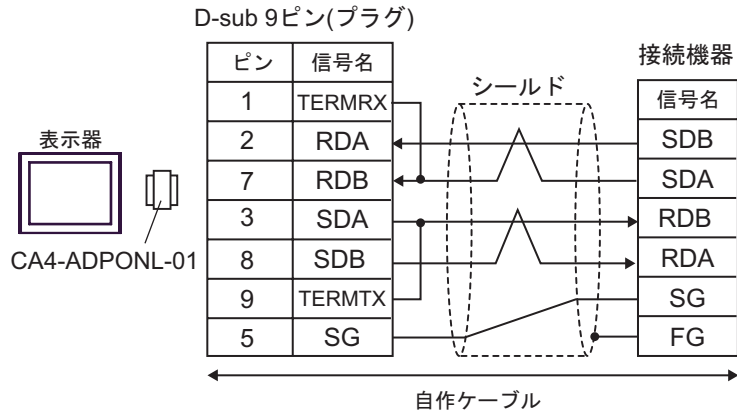 D-sub 9ピン(プラグ)
ピン 信号名
1 TERMRX
2 RDA
7 RDB
3 SDA
8 SDB
9 TERMTX
5 SG
シールド
接続機器
信号名
SDB
SDA
RDB
RDA
SG
FG
表示器
CA4-ADPONL-01
自作ケーブル